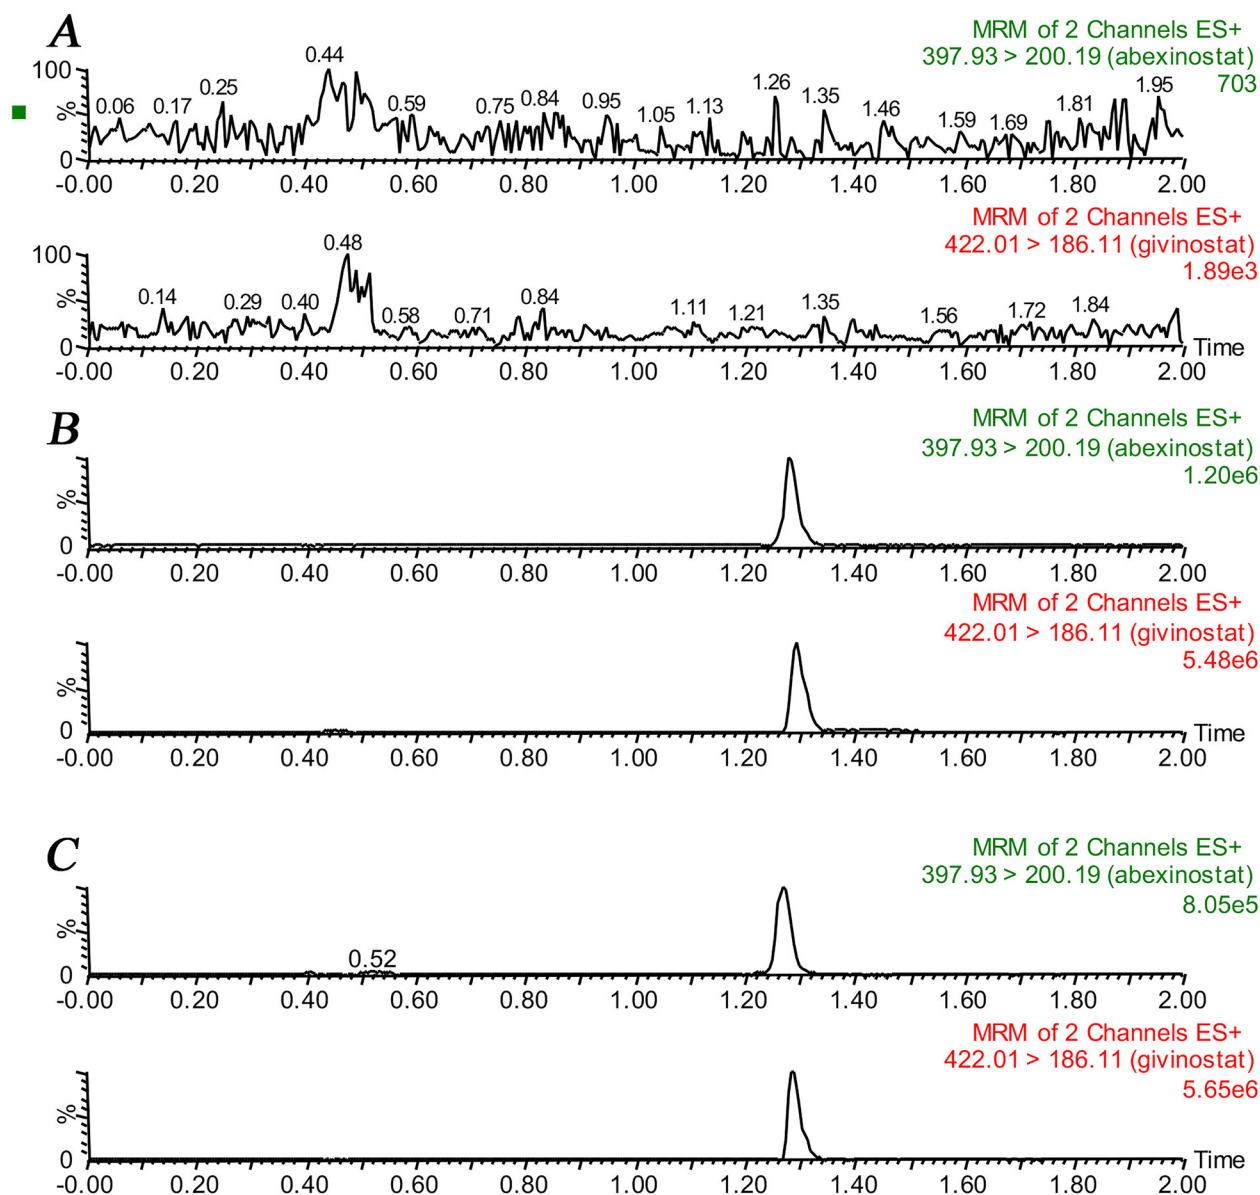 A
MRM of 2 Channels ES+
397.93 > 200.19 (abexinostat)
703
100
%
0
0.06 0.17 0.25 0.44 0.59 0.75 0.84 0.95 1.05 1.13 1.26 1.35 1.46 1.59 1.69 1.81 1.95
-0.00 0.20 0.40 0.60 0.80 1.00 1.20 1.40 1.60 1.80 2.00
MRM of 2 Channels ES+
422.01 > 186.11 (givinostat)
1.89e3
100
%
0
0.14 0.29 0.40 0.48 0.58 0.71 0.84 1.11 1.21 1.35 1.56 1.72 1.84
Time
-0.00 0.20 0.40 0.60 0.80 1.00 1.20 1.40 1.60 1.80 2.00
B
MRM of 2 Channels ES+
397.93 > 200.19 (abexinostat)
1.20e6
%
0
-0.00 0.20 0.40 0.60 0.80 1.00 1.20 1.40 1.60 1.80 2.00
MRM of 2 Channels ES+
422.01 > 186.11 (givinostat)
5.48e6
%
0
Time
-0.00 0.20 0.40 0.60 0.80 1.00 1.20 1.40 1.60 1.80 2.00
C
MRM of 2 Channels ES+
397.93 > 200.19 (abexinostat)
8.05e5
%
0.52
0
-0.00 0.20 0.40 0.60 0.80 1.00 1.20 1.40 1.60 1.80 2.00
MRM of 2 Channels ES+
422.01 > 186.11 (givinostat)
5.65e6
%
0
-0.00 0.20 0.40 0.60 0.80 1.00 1.20 1.40 1.60 1.80 2.00